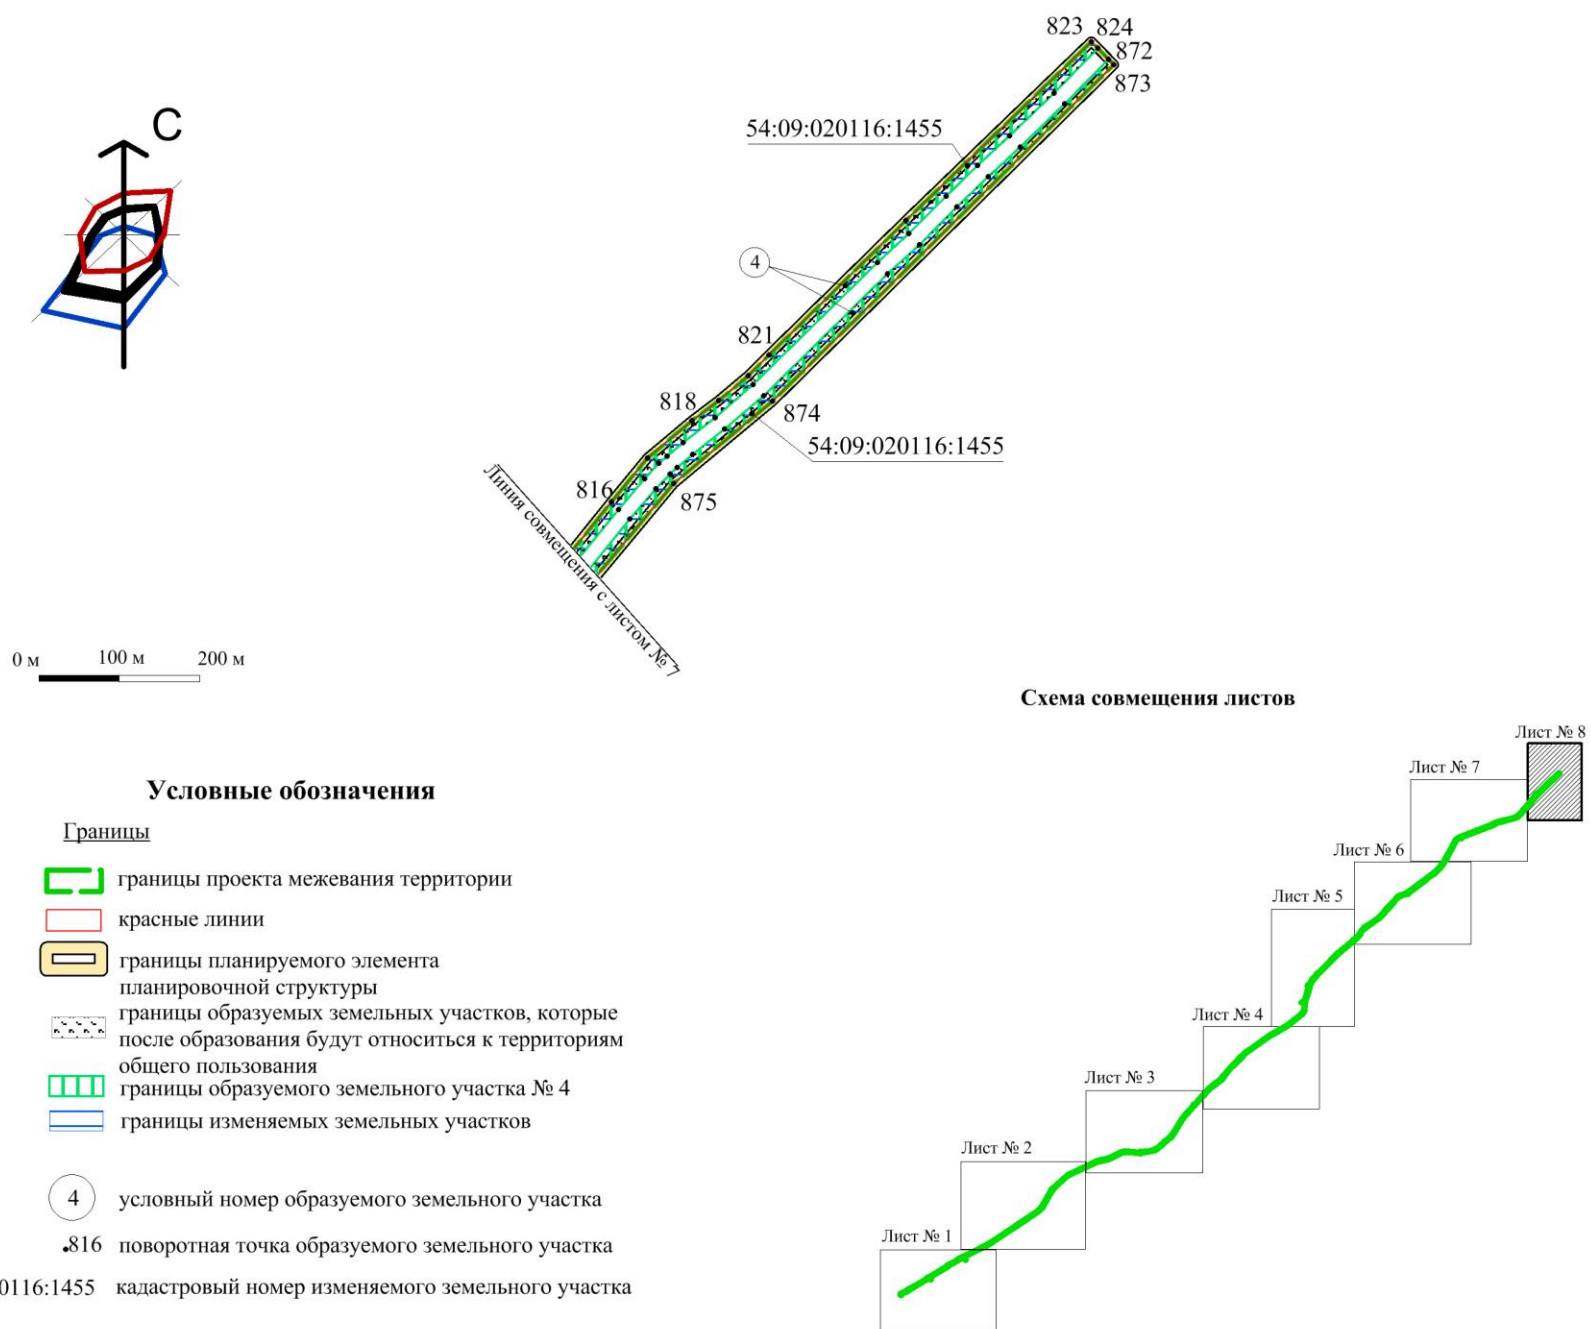 С
823 824
872
873
54:09:020116:1455
4
821
818
874
54:09:020116:1455
816
875
Линия совмещения с листом № 7
0 м 100 м 200 м
Схема совмещения листов
Лист № 8
Лист № 7
Лист № 6
Лист № 5
Лист № 4
Лист № 3
Лист № 2
Лист № 1
Условные обозначения
Границы
границы проекта межевания территории
красные линии
границы планируемого элемента
планировочной структуры
границы образуемых земельных участков, которые
после образования будут относиться к территориям
общего пользования
границы образуемого земельного участка № 4
границы изменяемых земельных участков
4 условный номер образуемого земельного участка
816 поворотная точка образуемого земельного участка
0116:1455 кадастровый номер изменяемого земельного участка